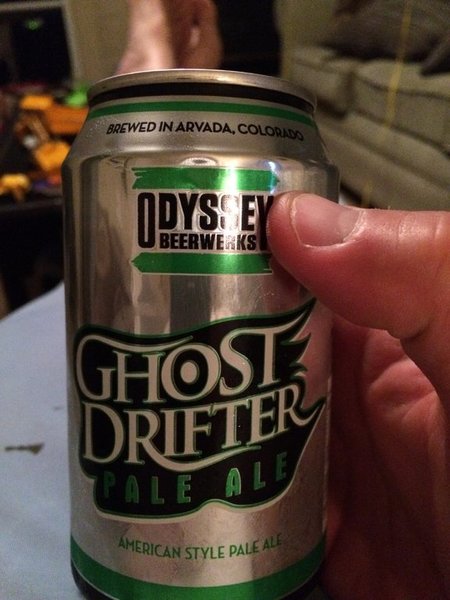 BREWED IN ARVADA, COLORADO
ODYSSEY
BEERWERKS
GHOST
DRIFTER
PALE ALE
AMERICAN STYLE PALE ALE